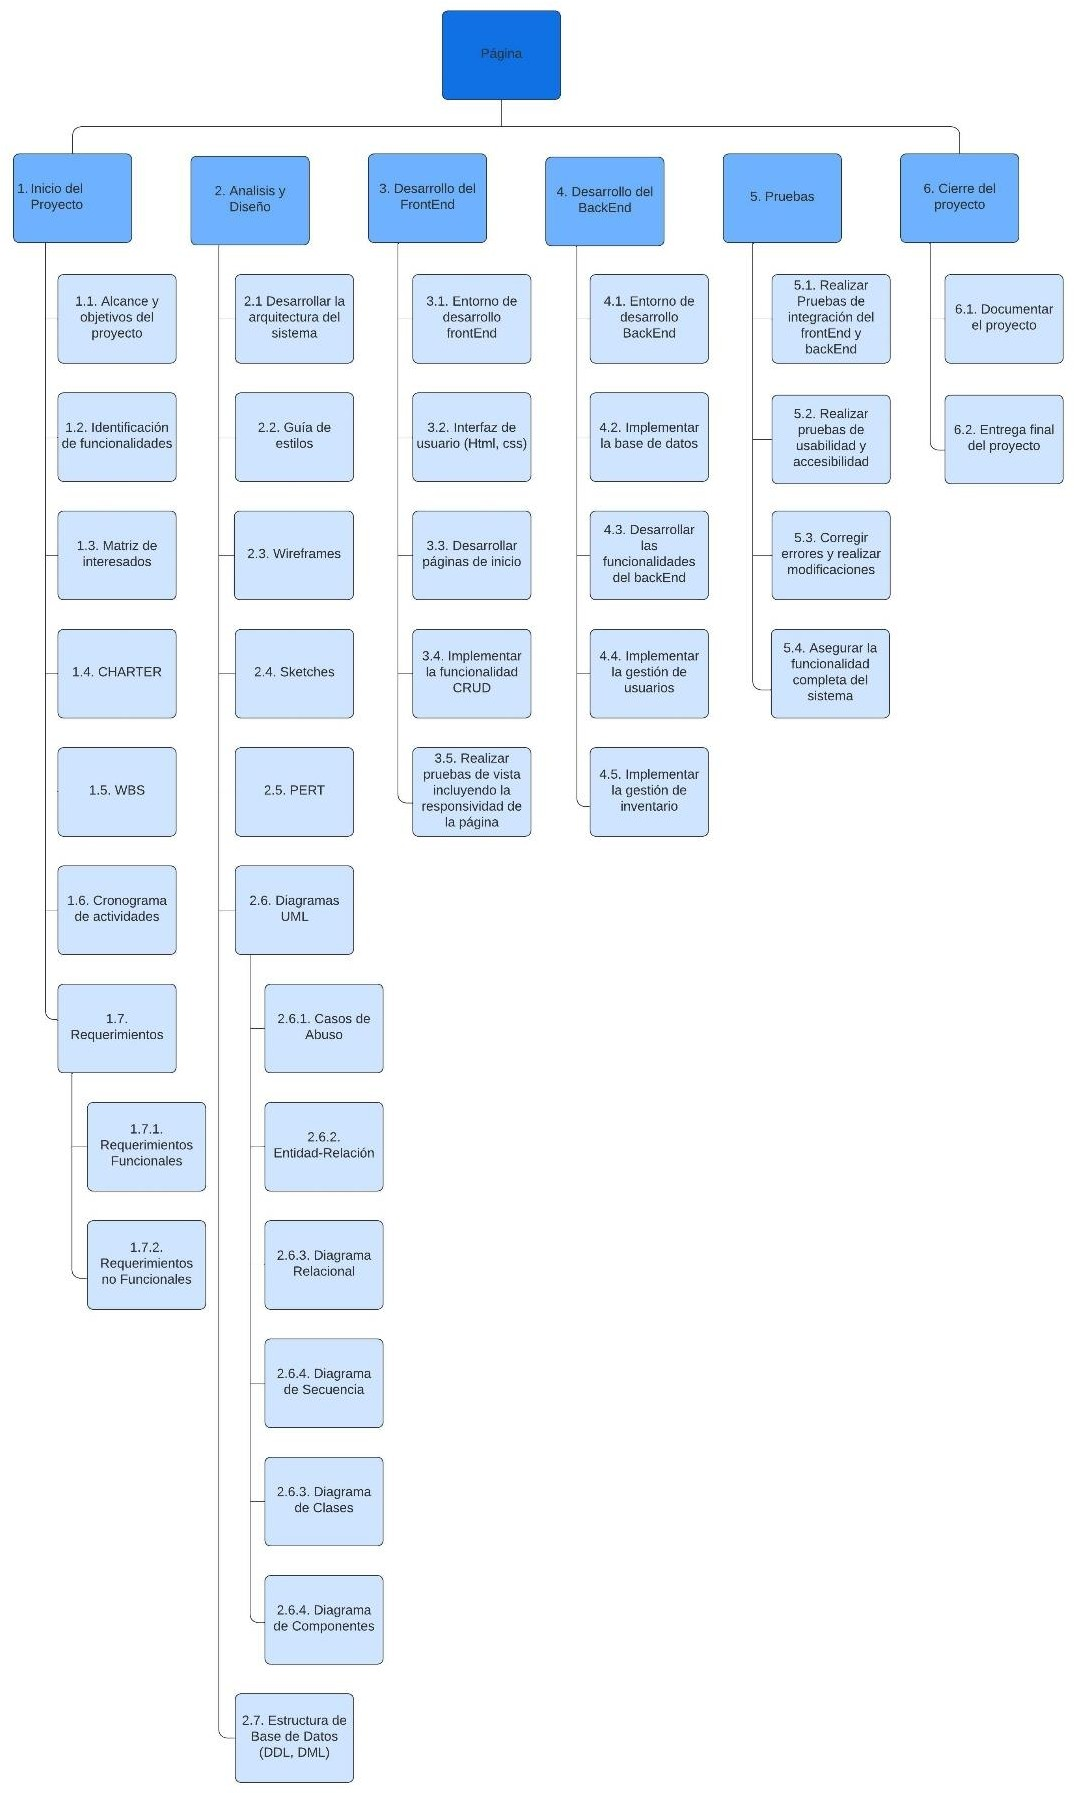 Página
1. Inicio del
Proyecto
2. Analisis y
Diseño
3. Desarrollo del
FrontEnd
4. Desarrollo del
BackEnd
5. Pruebas
6. Cierre del
proyecto
1.1. Alcance y
objetivos del
proyecto
1.2. Identificación
de funcionalidades
1.3. Matriz de
interesados
1.4. CHARTER
1.5. WBS
1.6. Cronograma
de actividades
1.7.
Requerimientos
1.7.1.
Requerimientos
Funcionales
1.7.2.
Requerimientos
no Funcionales
2.1 Desarrollar la
arquitectura del
sistema
2.2. Guía de
estilos
2.3. Wireframes
2.4. Sketches
2.5. PERT
2.6. Diagramas
UML
2.6.1. Casos de
Abuso
2.6.2.
Entidad-Relación
2.6.3. Diagrama
Relacional
2.6.4. Diagrama
de Secuencia
2.6.3. Diagrama
de Clases
2.6.4. Diagrama
de Componentes
2.7. Estructura de
Base de Datos
(DDL, DML)
3.1. Entorno de
desarrollo
frontEnd
3.2. Interfaz de
usuario (Html, css)
3.3. Desarrollar
páginas de inicio
3.4. Implementar
la funcionalidad
CRUD
3.5. Realizar
pruebas de vista
incluyendo la
responsividad de
la página
4.1. Entorno de
desarrollo
BackEnd
4.2. Implementar
la base de datos
4.3. Desarrollar
las
funcionalidades
del backEnd
4.4. Implementar
la gestión de
usuarios
4.5. Implementar
la gestión de
inventario
5.1. Realizar
Pruebas de
integración del
frontEnd y
backEnd
5.2. Realizar
pruebas de
usabilidad y
accesibilidad
5.3. Corregir
errores y realizar
modificaciones
5.4. Asegurar la
funcionalidad
completa del
sistema
6.1. Documentar
el proyecto
6.2. Entrega final
del proyecto